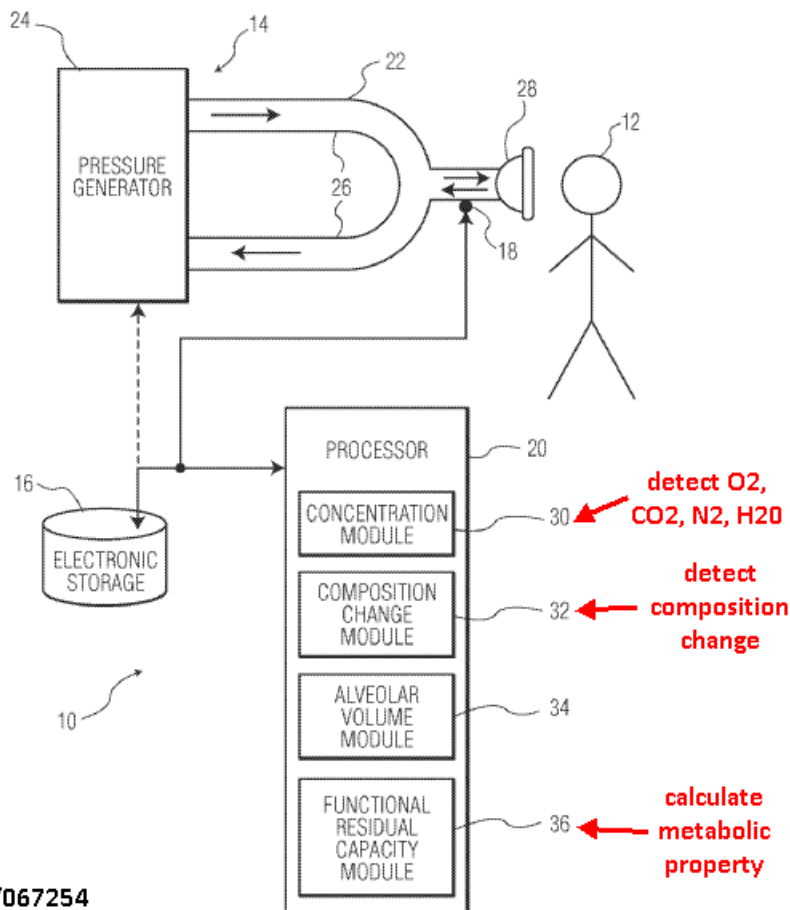 24
14
22
28
12
PRESSURE
GENERATOR
26
18
PROCESSOR
20
16
ELECTRONIC
STORAGE
CONCENTRATION
MODULE
30
detect O2,
CO2, N2, H20
COMPOSITION
CHANGE
MODULE
32
detect
composition
change
10
ALVEOLAR
VOLUME
MODULE
34
FUNCTIONAL
RESIDUAL
CAPACITY
MODULE
36
calculate
metabolic
property
067254